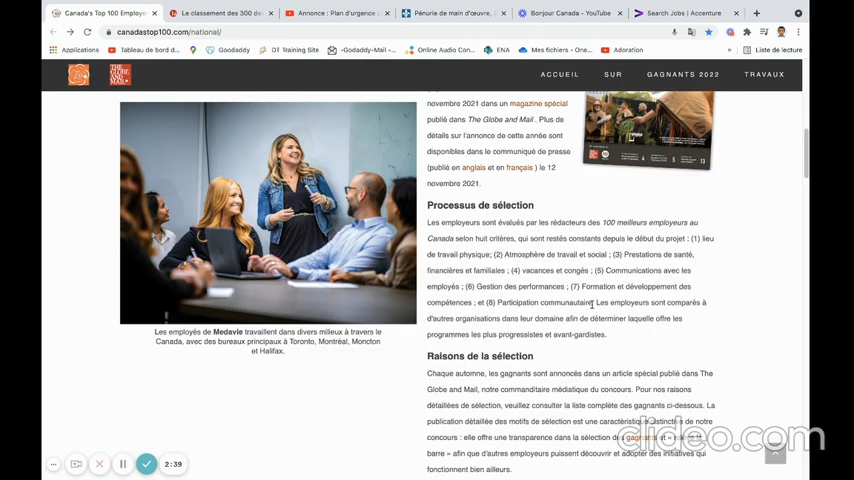 Canada's Top 100 Employe
Le classement des 300 de
Annonce : Plan d'urgence
Pénurie de main d'œuvre,
Bonjour Canada - YouTube
Search Jobs | Accenture
canadastop100.com/national/
Applications
Tableau de bord d...
Goodaddy
DT Training Site
-Godaddy-Mail -...
Online Audio Can...
ENA
Mes fichiers - One...
Adoration
Liste de lecture
THE GLOBE AND MAIL
ACCUEIL
SUR
GAGNANTS 2022
TRAVAUX
novembre 2021 dans un magazine spécial
publié dans The Globe and Mail . Plus de
détails sur l'annonce de cette année sont
disponibles dans le communiqué de presse
(publié en anglais et en français ) le 12
novembre 2021.
Processus de sélection
Les employeurs sont évalués par les rédacteurs des 100 meilleurs employeurs au
Canada selon huit critères, qui sont restés constants depuis le début du projet : (1) lieu
de travail physique; (2) Atmosphère de travail et social ; (3) Prestations de santé,
financières et familiales ; (4) vacances et congés ; (5) Communications avec les
employés ; (6) Gestion des performances ; (7) Formation et développement des
compétences ; et (8) Participation communautaire. Les employeurs sont comparés à
d'autres organisations dans leur domaine afin de déterminer laquelle offre les
programmes les plus progressistes et avant-gardistes.
Les employés de Medavie travaillent dans divers milieux à travers le
Canada, avec des bureaux principaux à Toronto, Montréal, Moncton
et Halifax.
Raisons de la sélection
Chaque automne, les gagnants sont annoncés dans un article spécial publié dans The
Globe and Mail, notre commanditaire médiatique du concours. Pour nos raisons
détaillées de sélection, veuillez consulter la liste complète des gagnants ci-dessous. La
publication détaillée des motifs de sélection est une caractéristique distinctive de notre
concours : elle offre une transparence dans la sélection des gagnants et « relève la
barre » afin que d'autres employeurs puissent découvrir et adopter des initiatives qui
fonctionnent bien ailleurs.
clideo.com
2:39